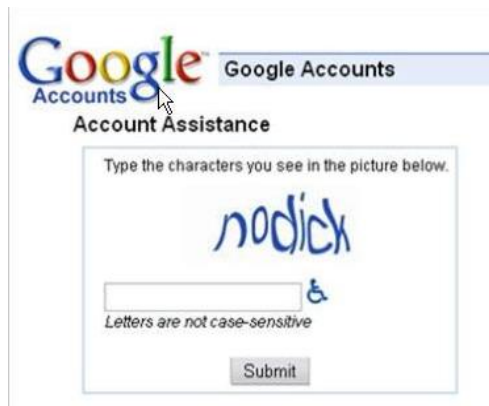 Google™ Google Accounts
Accounts
Account Assistance
Type the characters you see in the picture below.
nodick
Letters are not case-sensitive
Submit